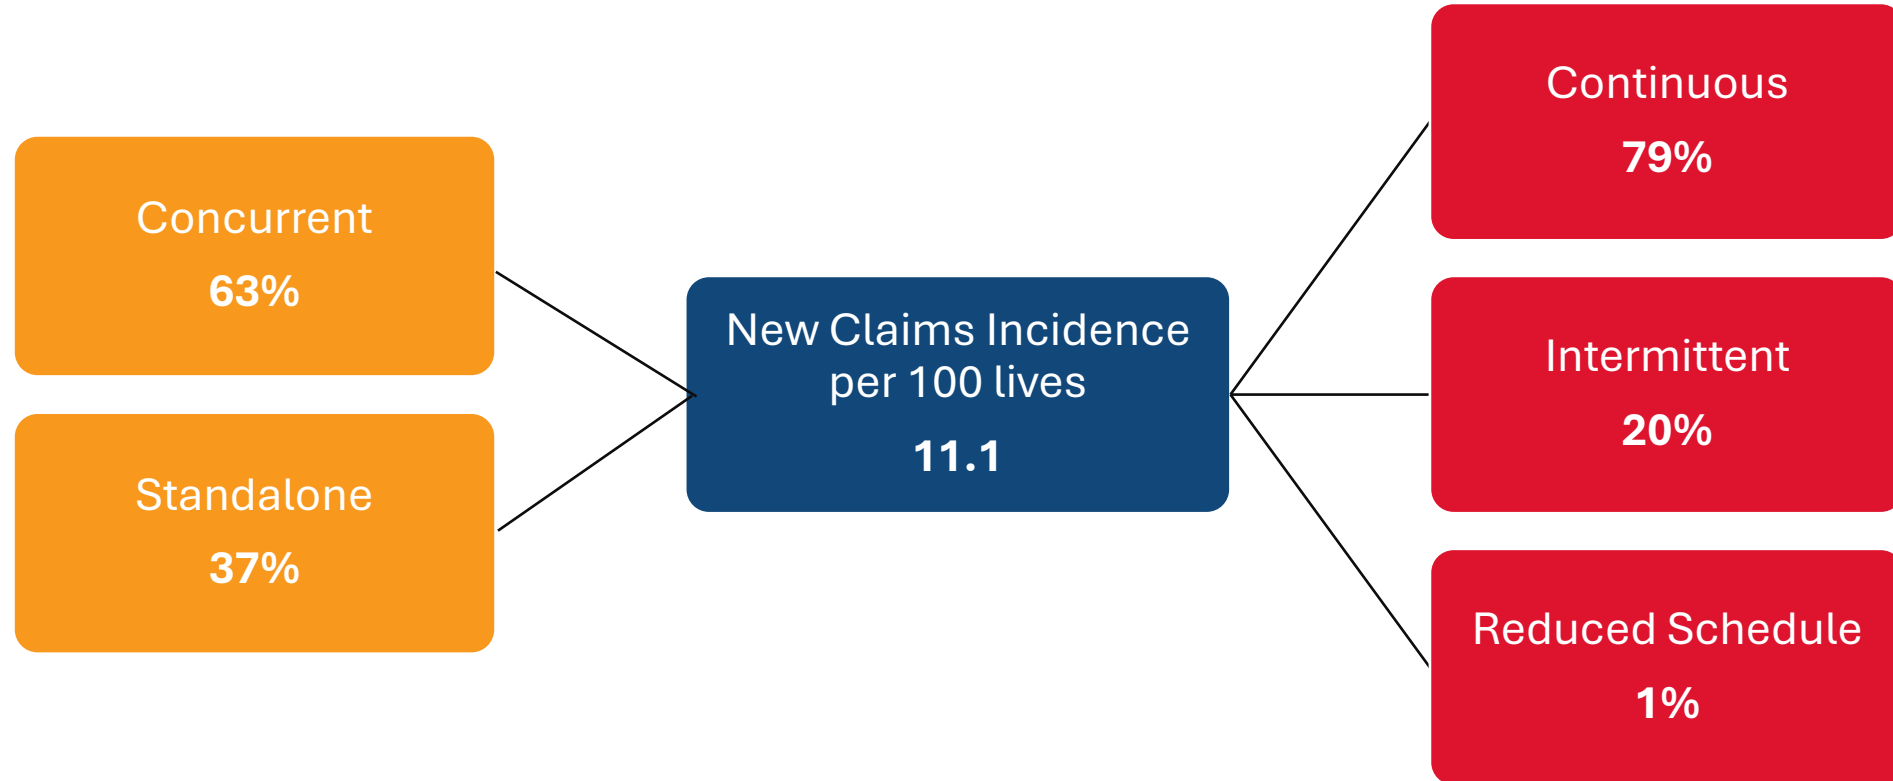 Concurrent
63%
Standalone
37%
New Claims Incidence
per 100 lives
11.1
Continuous
79%
Intermittent
20%
Reduced Schedule
1%